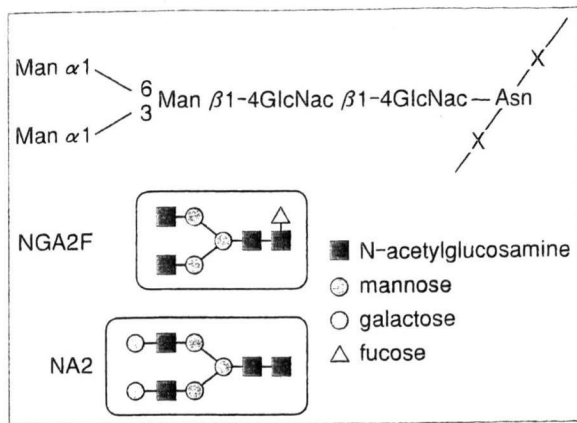 Man α1
6
Man β1-4GlcNac β1-4GlcNac — Asn
3
Man α1
X
X
NGA2F
N-acetylglucosamine
mannose
galactose
NA2
fucose